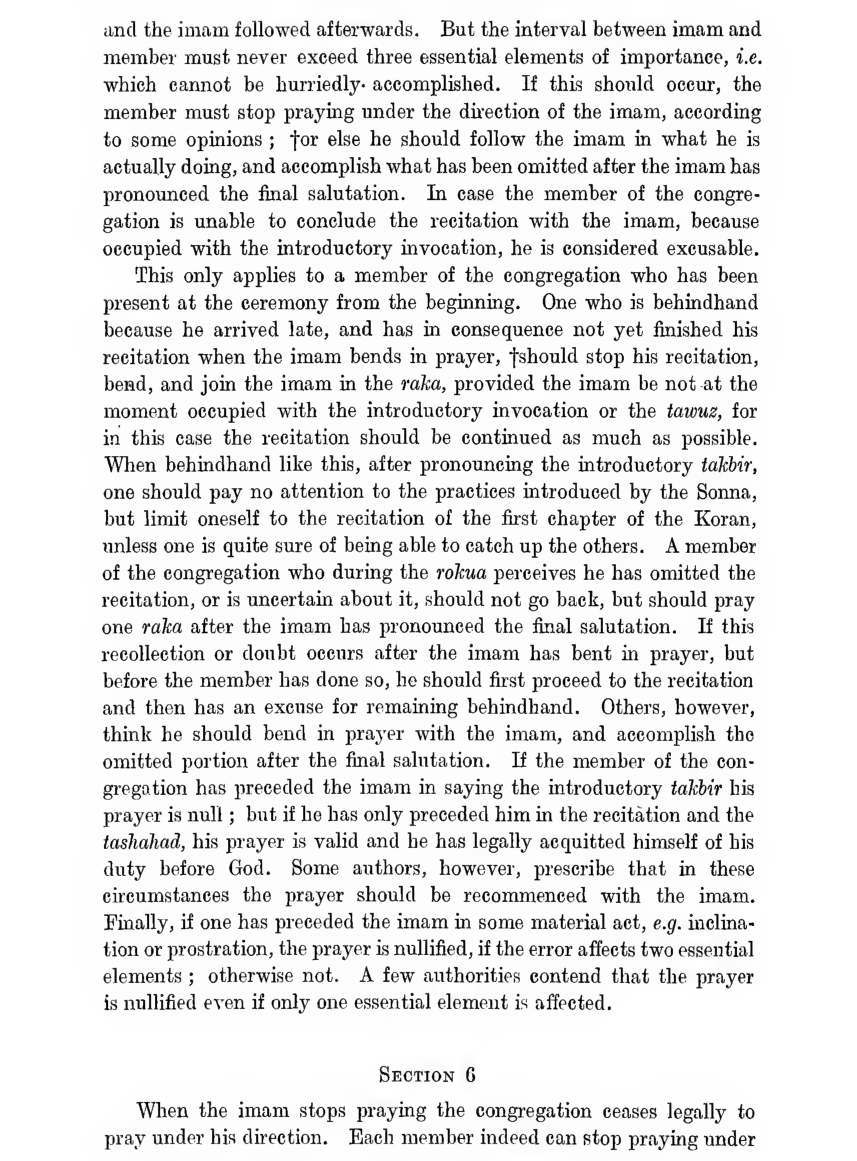 and the imam followed afterwards. But the interval between imam and
member must never exceed three essential elements of importance, i.e.
which cannot be hurriedly accomplished. If this should occur, the
member must stop praying under the direction of the imam, according
to some opinions ; †or else he should follow the imam in what he is
actually doing, and accomplish what has been omitted after the imam has
pronounced the final salutation. In case the member of the congre-
gation is unable to conclude the recitation with the imam, because
occupied with the introductory invocation, he is considered excusable.
This only applies to a member of the congregation who has been
present at the ceremony from the beginning. One who is behindhand
because he arrived late, and has in consequence not yet finished his
recitation when the imam bends in prayer, †should stop his recitation,
bend, and join the imam in the raka, provided the imam be not at the
moment occupied with the introductory invocation or the tawuz, for
in this case the recitation should be continued as much as possible.
When behindhand like this, after pronouncing the introductory takbir,
one should pay no attention to the practices introduced by the Sonna,
but limit oneself to the recitation of the first chapter of the Koran,
unless one is quite sure of being able to catch up the others. A member
of the congregation who during the rokua perceives he has omitted the
recitation, or is uncertain about it, should not go back, but should pray
one raka after the imam has pronounced the final salutation. If this
recollection or doubt occurs after the imam has bent in prayer, but
before the member has done so, he should first proceed to the recitation
and then has an excuse for remaining behindhand. Others, however,
think he should bend in prayer with the imam, and accomplish the
omitted portion after the final salutation. If the member of the con-
gregation has preceded the imam in saying the introductory takbir his
prayer is null ; but if he has only preceded him in the recitation and the
tashahad, his prayer is valid and he has legally acquitted himself of his
duty before God. Some authors, however, prescribe that in these
circumstances the prayer should be recommenced with the imam.
Finally, if one has preceded the imam in some material act, e.g. inclina-
tion or prostration, the prayer is nullified, if the error affects two essential
elements ; otherwise not. A few authorities contend that the prayer
is nullified even if only one essential element is affected.
SECTION 6
When the imam stops praying the congregation ceases legally to
pray under his direction. Each member indeed can stop praying under